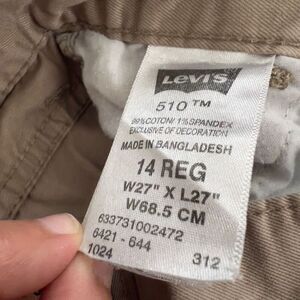 Levi's
510™
99%COTTON/1%SPANDEX
EXCLUSIVE OF DECORATION
MADE IN BANGLADESH
14 REG
W27" X L27"
W68.5 CM
633731002472
6421 - 644
1024 312